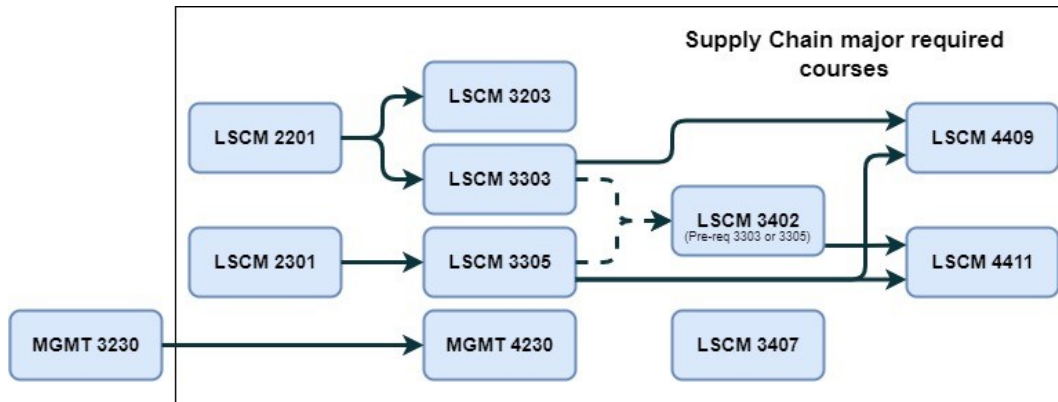 Supply Chain major required
courses
LSCM 2201
LSCM 3203
LSCM 3303
LSCM 4409
LSCM 3402
(Pre-req 3303 or 3305)
LSCM 2301
LSCM 3305
LSCM 4411
MGMT 3230
MGMT 4230
LSCM 3407